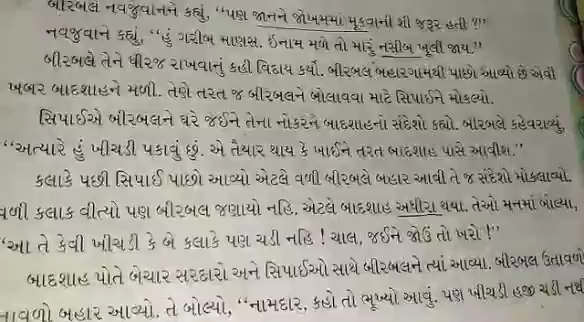 બીરબલે નવજુવાનને કહ્યું, “પણ જાનને જોખમમાં મૂકવાની શી જરૂર હતી ?”
નવજુવાને કહ્યું, “હું ગરીબ માણસ. ઈનામ મળે તો મારું નસીબ ખૂલી જાય.”
બીરબલે તેને ધીરજ રાખવાનું કહી વિદાય કર્યો. બીરબલ બહારગામથી પાછો આવ્યો છે એવી
ખબર બાદશાહને મળી. તેણે તરત જ બીરબલને બોલાવવા માટે સિપાઈને મોકલ્યો.
સિપાઈએ બીરબલને ઘરે જઈને તેના નોકરને બાદશાહનો સંદેશો કહ્યો. બીરબલે કહેવરાવ્યું,
“અત્યારે હું ખીચડી પકાવું છું. એ તૈયાર થાય કે ખાઈને તરત બાદશાહ પાસે આવીશ.”
કલાકે પછી સિપાઈ પાછો આવ્યો એટલે વળી બીરબલે બહાર આવી તે જ સંદેશો મોકલાવ્યો.
વળી કલાક વીત્યો પણ બીરબલ જણાયો નહિ. એટલે બાદશાહ અધીરા થયા. તેઓ મનમાં બોલ્યા,
“આ તે કેવી ખીચડી કે બે કલાકે પણ ચડી નહિ ! ચાલ, જઈને જોઉં તો ખરો !”
બાદશાહ પોતે બેચાર સરદારો અને સિપાઈઓ સાથે બીરબલને ત્યાં આવ્યા. બીરબલ ઉતાવળો
બહાર આવ્યો. તે બોલ્યો, “નામદાર, કહો તો ભૂખ્યો આવું. પણ ખીચડી હજી ચડી નથી